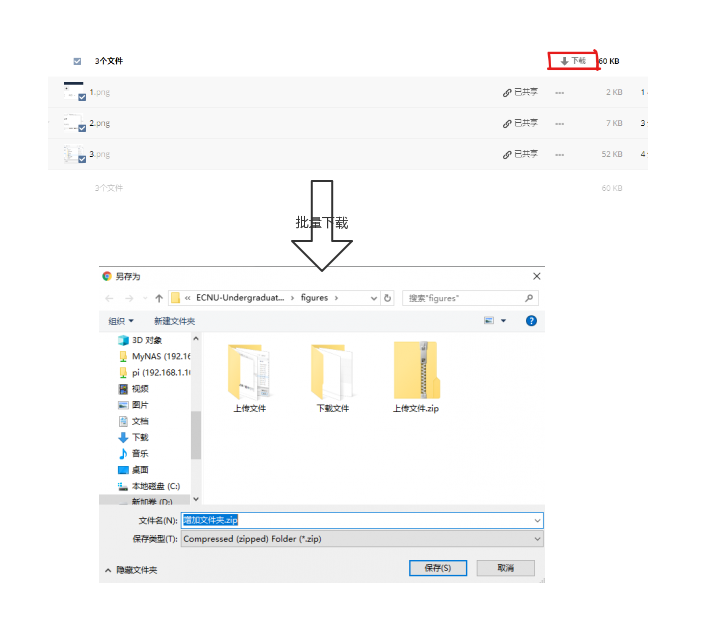 3个文件 下载 60 KB
1.png 已共享 ... 2 KB 1
2.png 已共享 ... 7 KB 3
3.png 已共享 ... 52 KB 4
3个文件 60 KB
批量下载
另存为
« ECNU-Undergraduat... › figures › 搜索"figures"
组织 新建文件夹
3D 对象
MyNAS (192.16
pi (192.168.1.10
视频
图片
文档
下载
音乐
桌面
本地磁盘 (C:)
新加卷 (D:)
上传文件 下载文件 上传文件.zip
文件名(N): 增加文件夹.zip
保存类型(T): Compressed (zipped) Folder (*.zip)
隐藏文件夹 保存(S) 取消